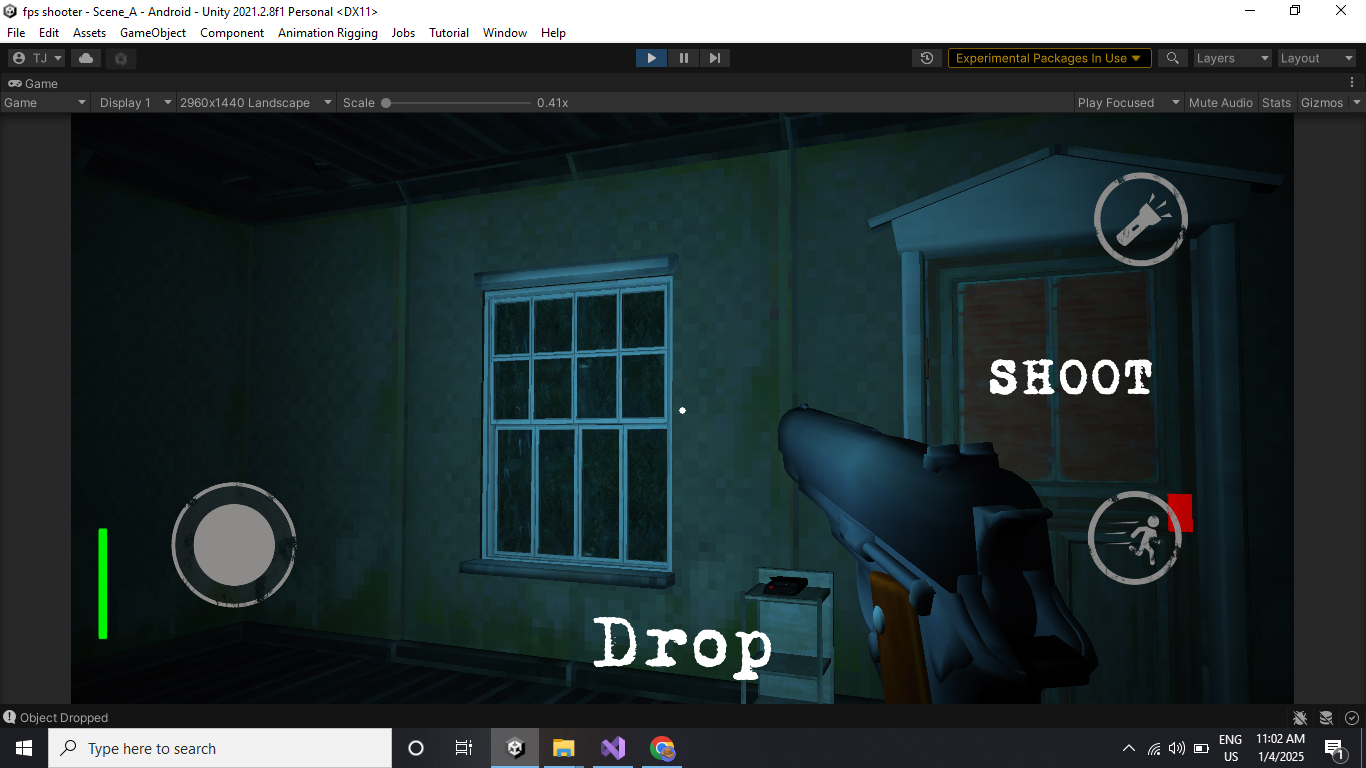 fps shooter - Scene_A - Android - Unity 2021.2.8f1 Personal <DX11>
File Edit Assets GameObject Component Animation Rigging Jobs Tutorial Window Help
TJ Experimental Packages In Use Layers Layout
Game
Game Display 1 2960x1440 Landscape Scale 0.41x Play Focused Mute Audio Stats Gizmos
SHOOT
Drop
Object Dropped
Type here to search
ENG 11:02 AM
US 1/4/2025 1